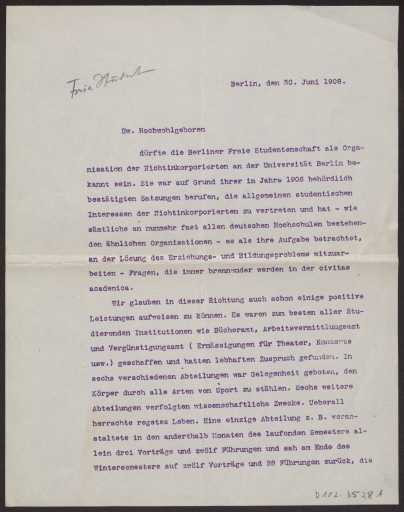 Freie Student
Berlin, den 30. Juni 1908.
Ew. Hochwohlgeboren
dürfte die Berliner Freie Studentenschaft als Orga-
nisation der Nichtinkorporierten an der Universität Berlin be-
kannt sein. Sie war auf Grund ihrer im Jahre 1906 behördlich
bestätigten Satzungen berufen, die allgemeinen studentischen
Interessen der Nichtinkorporierten zu vertreten und hat - wie
sämtliche an nunmehr fast allen deutschen Hochschulen bestehen-
den ähnlichen Organisationen - es als ihre Aufgabe betrachtet,
an der Lösung des Erziehungs- und Bildungsproblems mitzuar-
beiten - Fragen, die immer brennender werden in der civitas
academica.
Wir glauben in dieser Richtung auch schon einige positive
Leistungen aufweisen zu können. Es waren zum besten aller Stu-
dierenden Institutionen wie Bücheramt, Arbeitsvermittlungsamt
und Vergünstigungsamt ( Ermässigungen für Theater, Konzerte
usw.) geschaffen und hatten lebhaften Zuspruch gefunden. In
sechs verschiedenen Abteilungen war Gelegenheit geboten, den
Körper durch alle Arten von Sport zu stählen. Sechs weitere
Abteilungen verfolgten wissenschaftliche Zwecke. Ueberall
herrschte regstes Leben. Eine einzige Abteilung z. B. veran-
staltete in den anderthalb Monaten des laufenden Semesters al-
lein drei Vorträge und zwölf Führungen und sah am Ende des
Wintersemesters auf zwölf Vorträge und 29 Führungen zurück, die